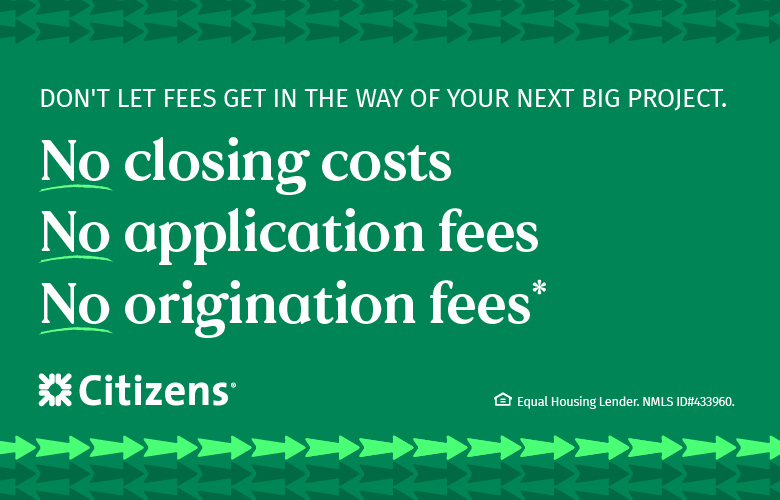 DON'T LET FEES GET IN THE WAY OF YOUR NEXT BIG PROJECT.
No closing costs
No application fees
No origination fees*
Citizens®
Equal Housing Lender. NMLS ID#433960.